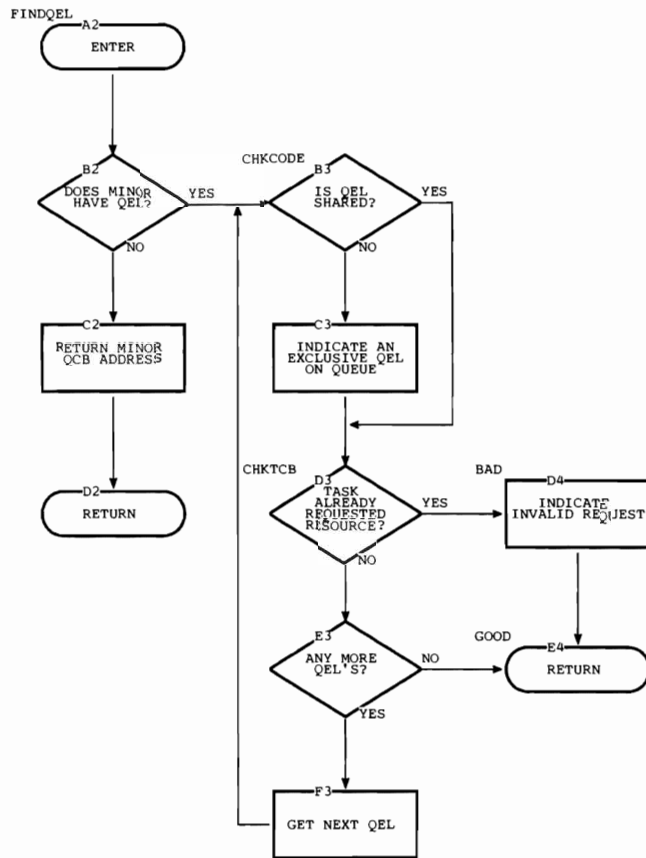 FINDQEL
A2
ENTER
B2
DOES MINOR
HAVE QEL?
YES
NO
CHKCODE
B3
IS QEL
SHARED?
YES
NO
C2
RETURN MINOR
QCB ADDRESS
C3
INDICATE AN
EXCLUSIVE QEL
ON QUEUE
D2
RETURN
CHKTCB
D3
TASK
ALREADY
REQUESTED
RESOURCE?
YES
NO
BAD
D4
INDICATE
INVALID REQUEST
E3
ANY MORE
QEL'S?
NO
YES
GOOD
E4
RETURN
F3
GET NEXT QEL